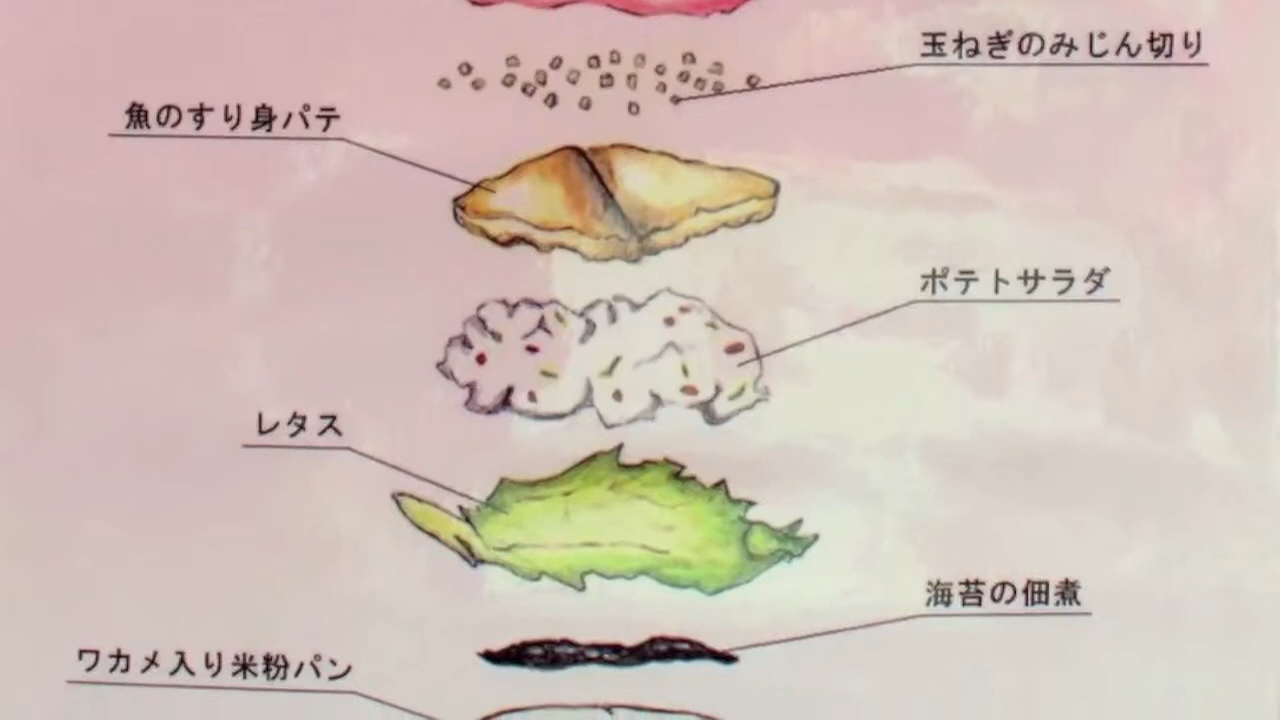 玉ねぎのみじん切り
魚のすり身パテ
ポテトサラダ
レタス
海苔の佃煮
ワカメ入り米粉パン